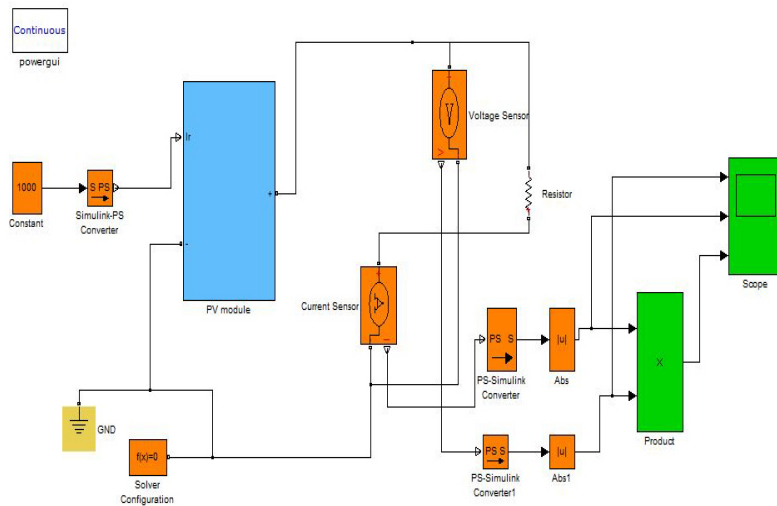 Continuous
powergui
1000
Constant
S PS
Simulink-PS
Converter
Ir
+
-
PV module
V
Voltage Sensor
Resistor
Current Sensor
GND
f(x)=0
Solver
Configuration
PS S
PS-Simulink
Converter
|u|
Abs
PS S
PS-Simulink
Converter1
|u|
Abs1
X
Product
Scope